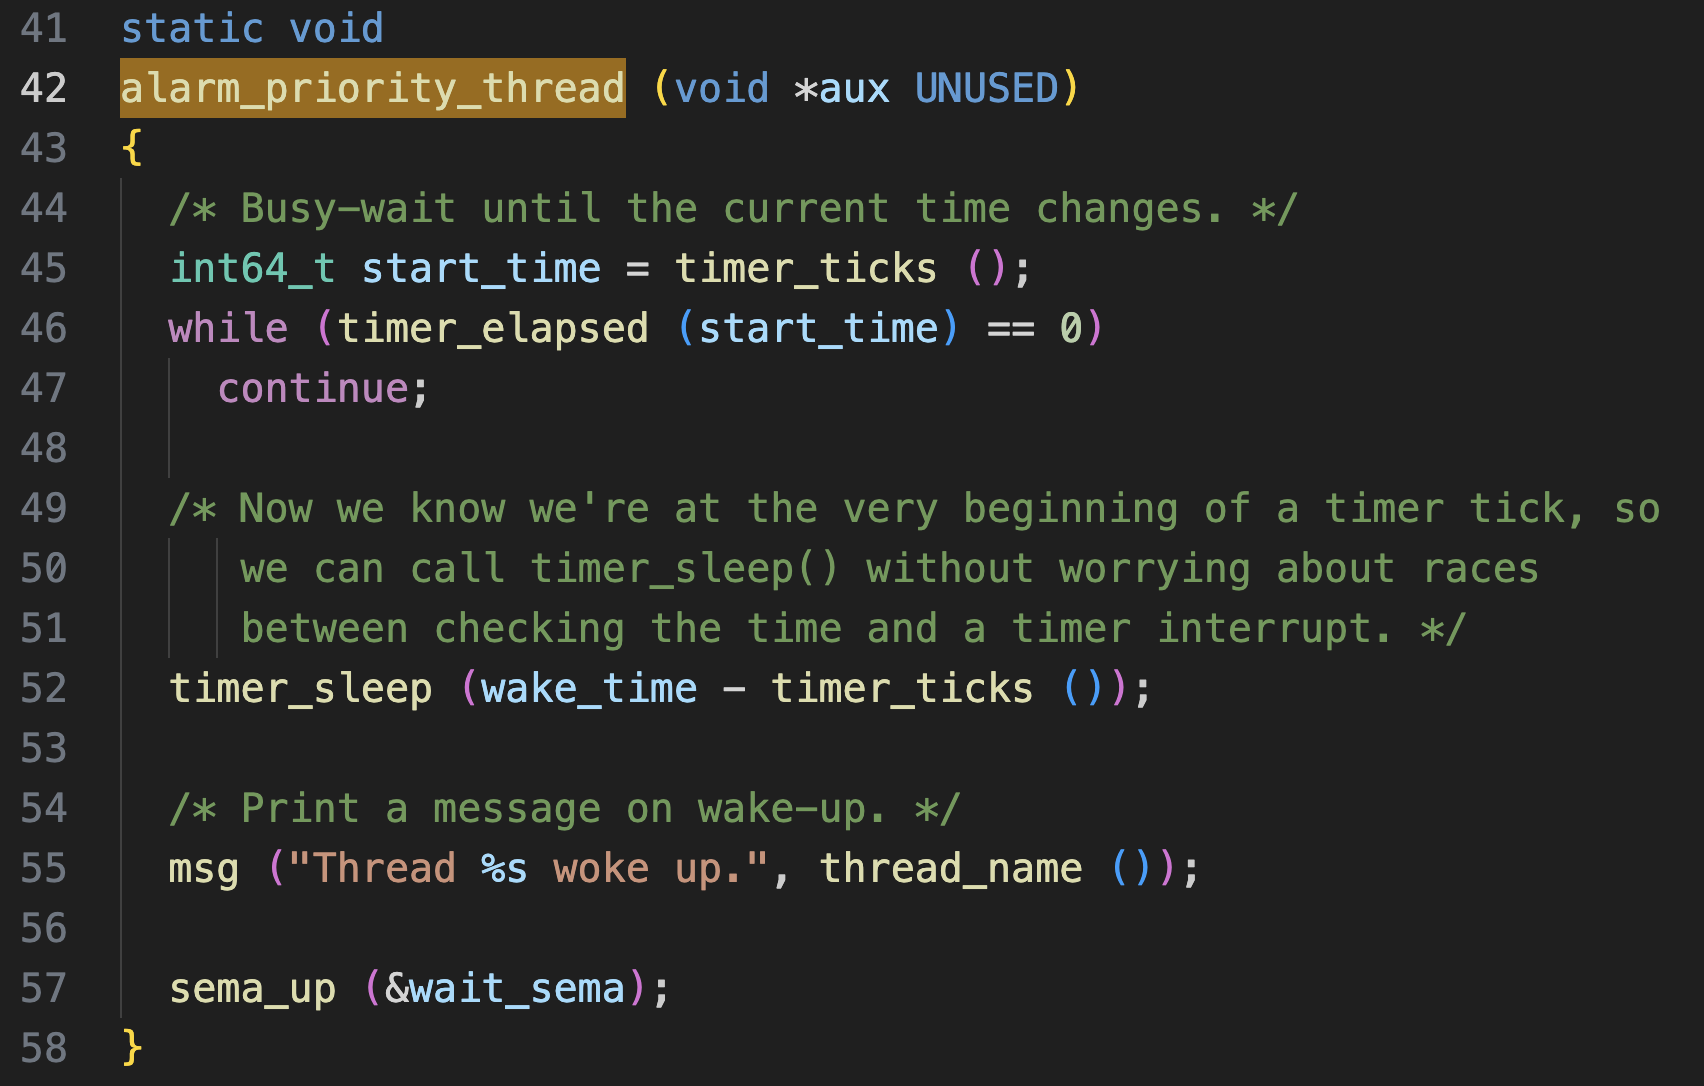 41 static void
42 alarm_priority_thread (void *aux UNUSED)
43 {
44   /* Busy-wait until the current time changes. */
45   int64_t start_time = timer_ticks ();
46   while (timer_elapsed (start_time) == 0)
47     continue;
48
49   /* Now we know we're at the very beginning of a timer tick, so
50      we can call timer_sleep() without worrying about races
51      between checking the time and a timer interrupt. */
52   timer_sleep (wake_time - timer_ticks ());
53
54   /* Print a message on wake-up. */
55   msg ("Thread %s woke up.", thread_name ());
56
57   sema_up (&wait_sema);
58 }